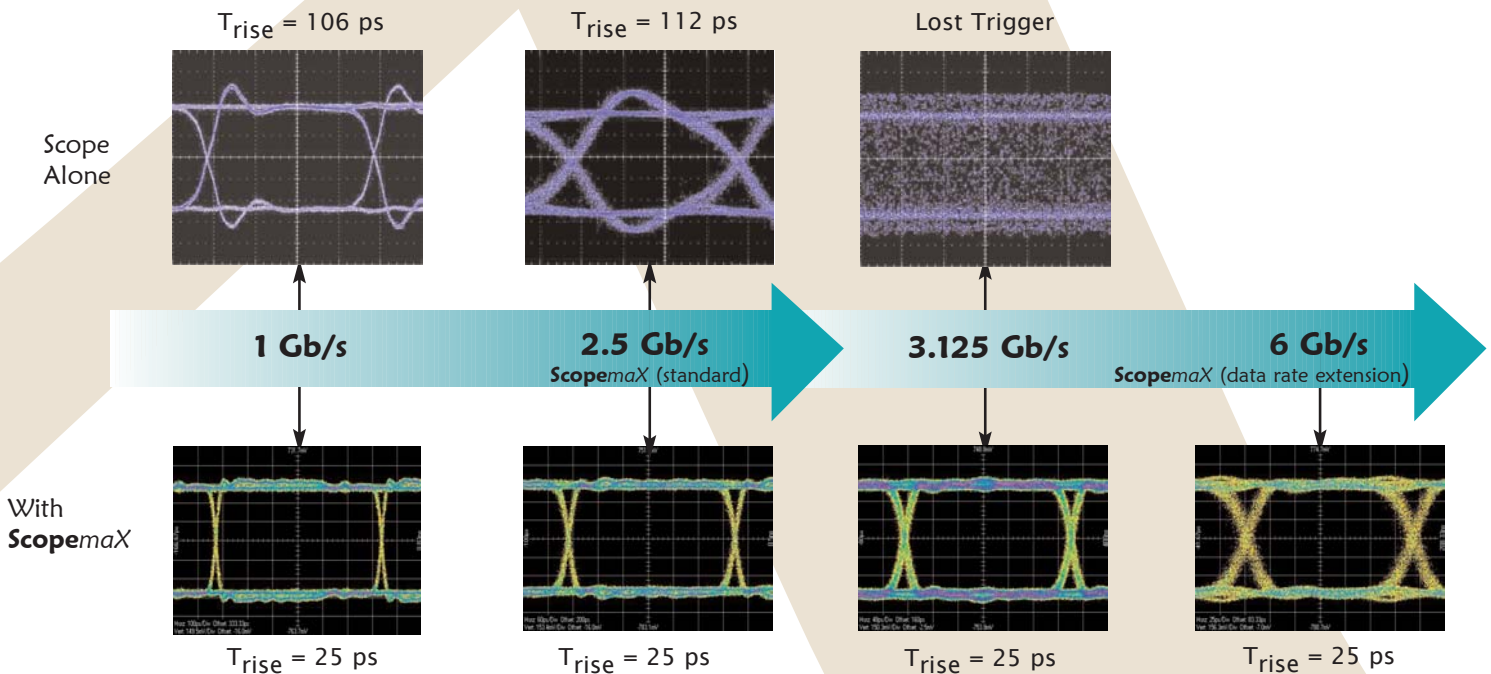 Trise = 106 ps
Trise = 112 ps
Lost Trigger
Scope
Alone
1 Gb/s
2.5 Gb/s
ScopemaX (standard)
3.125 Gb/s
6 Gb/s
ScopemaX (data rate extension)
With
ScopemaX
Trise = 25 ps
Trise = 25 ps
Trise = 25 ps
Trise = 25 ps